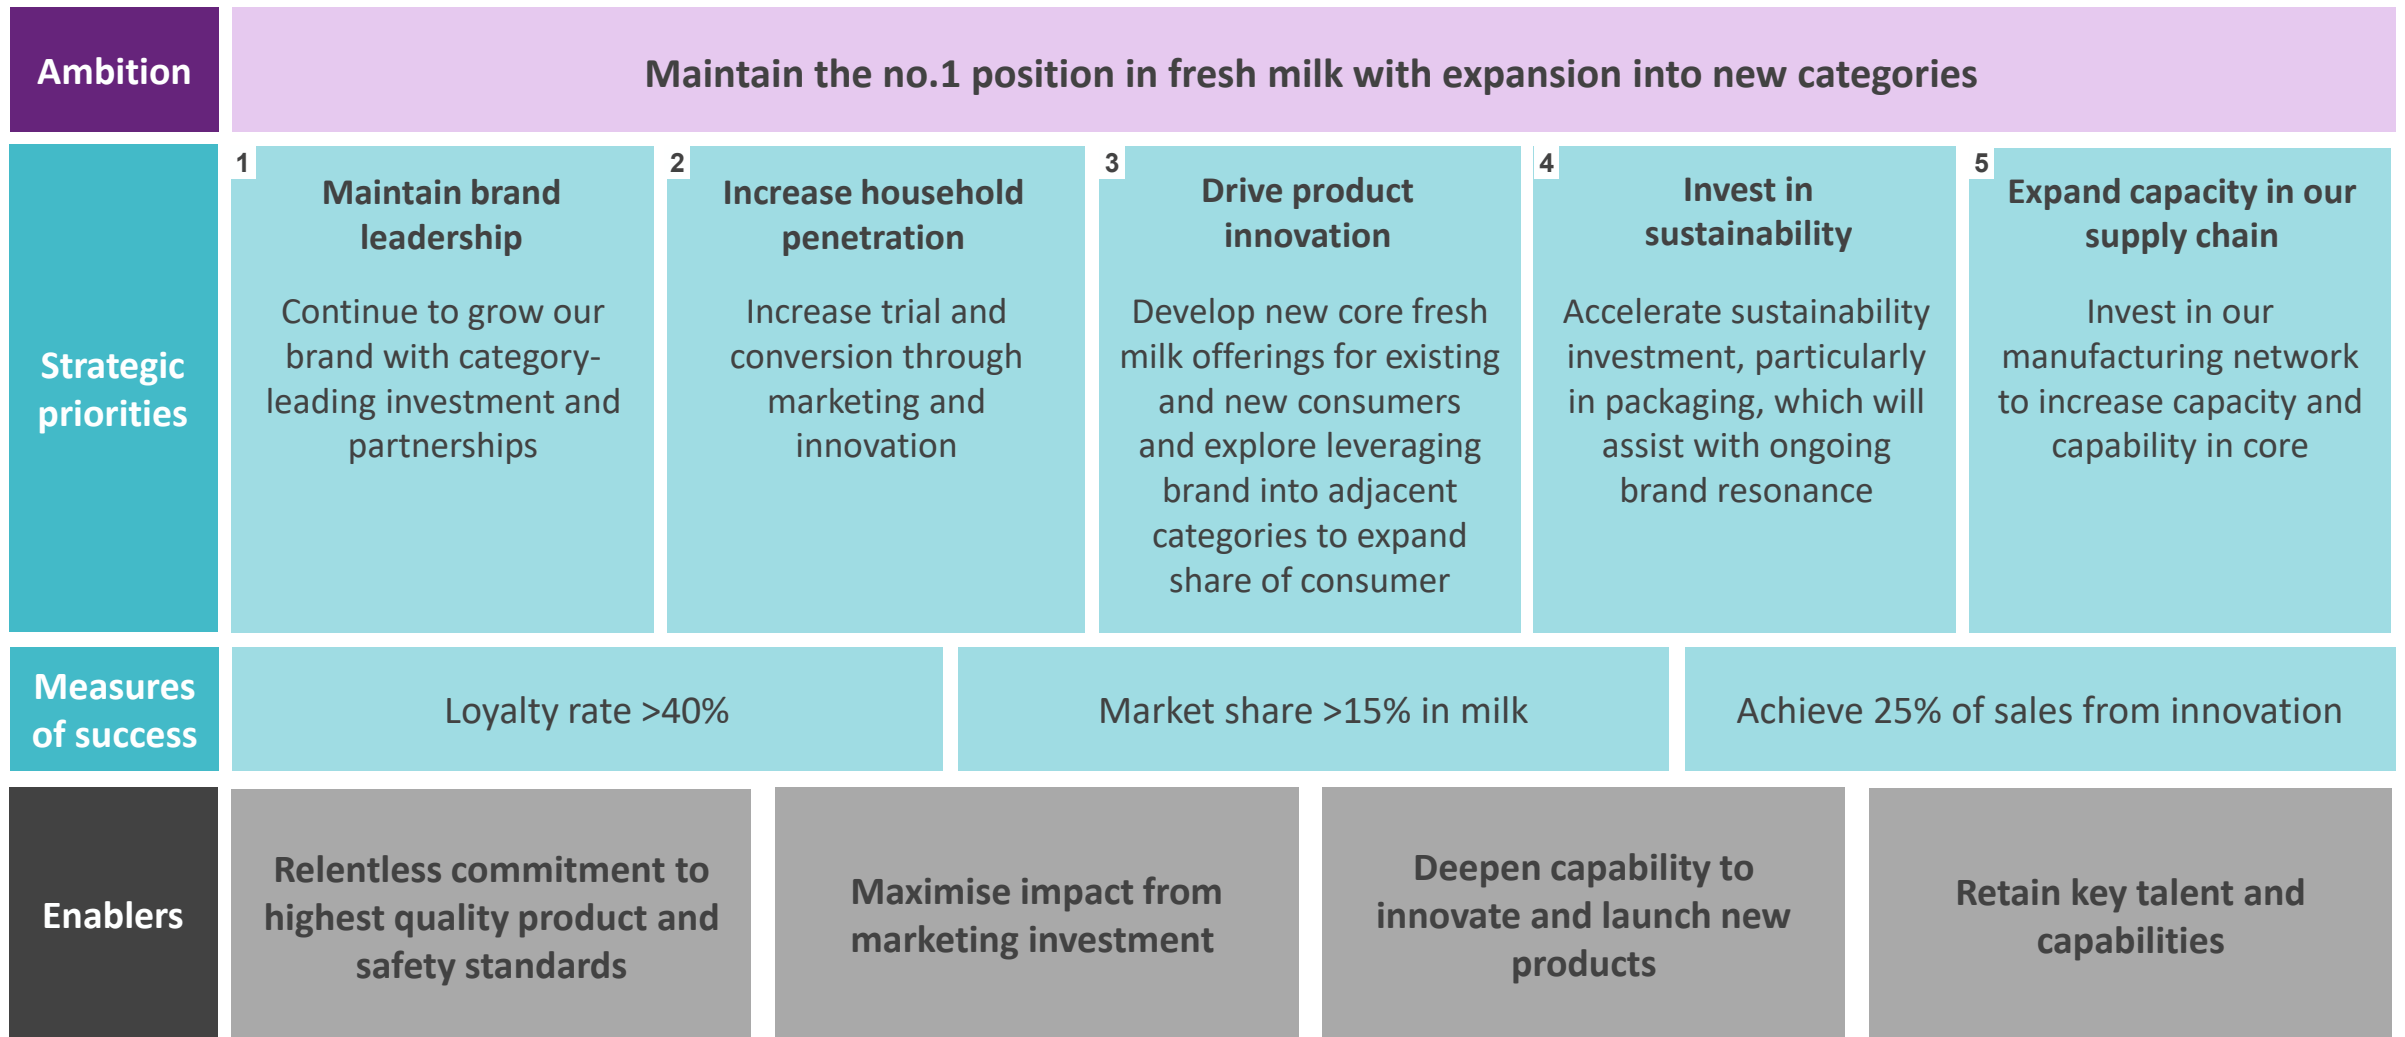 Ambition
Maintain the no.1 position in fresh milk with expansion into new categories
Strategic
priorities
1
Maintain brand
leadership
Continue to grow our
brand with category-
leading investment and
partnerships
2
Increase household
penetration
Increase trial and
conversion through
marketing and
innovation
3
Drive product
innovation
Develop new core fresh
milk offerings for existing
and new consumers
and explore leveraging
brand into adjacent
categories to expand
share of consumer
4
Invest in
sustainability
Accelerate sustainability
investment, particularly
in packaging, which will
assist with ongoing
brand resonance
5
Expand capacity in our
supply chain
Invest in our
manufacturing network
to increase capacity and
capability in core
Measures
of success
Loyalty rate >40%
Market share >15% in milk
Achieve 25% of sales from innovation
Enablers
Relentless commitment to
highest quality product and
safety standards
Maximise impact from
marketing investment
Deepen capability to
innovate and launch new
products
Retain key talent and
capabilities